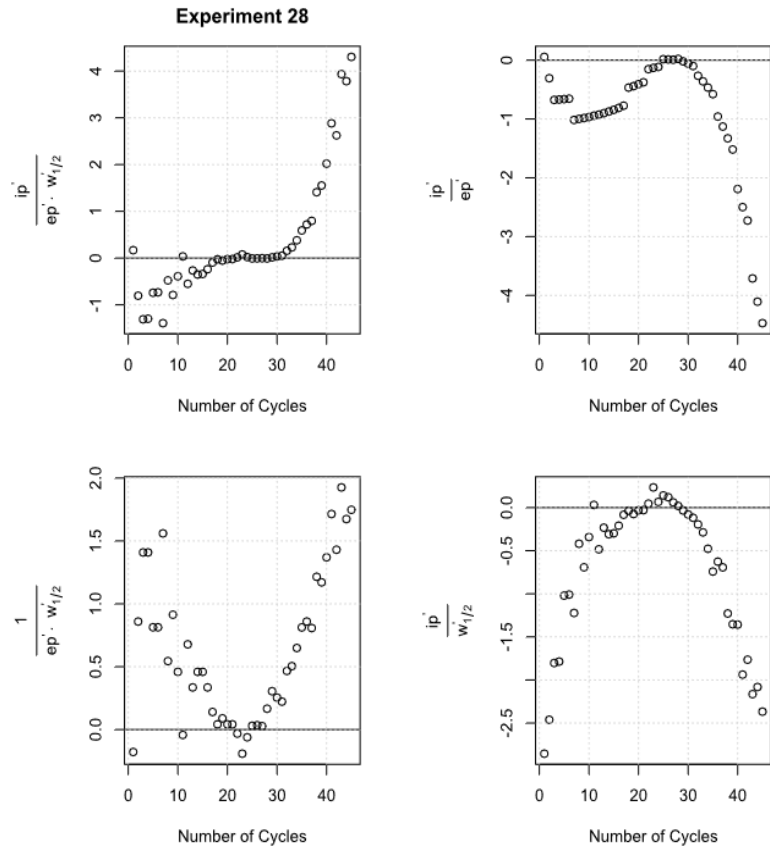 Experiment 28
ip'
ep' · w'1/2
4
3
2
1
0
-1
0 10 20 30 40
Number of Cycles
ip'
ep'
0
-1
-2
-3
-4
0 10 20 30 40
Number of Cycles
1
ep' · w'1/2
2.0
1.5
1.0
0.5
0.0
0 10 20 30 40
Number of Cycles
ip'
w'1/2
0.0
-0.5
-1.5
-2.5
0 10 20 30 40
Number of Cycles